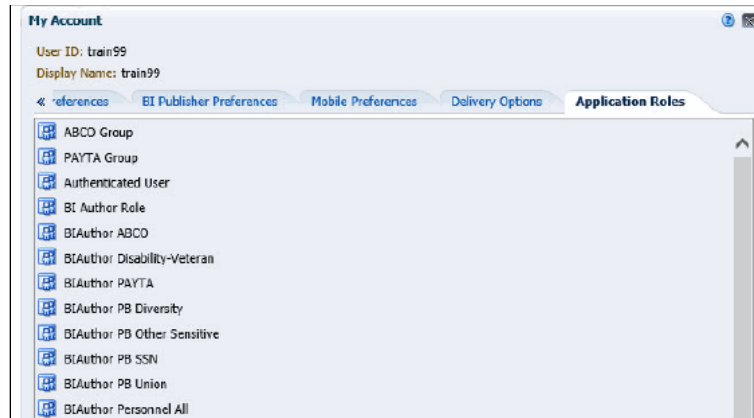 My Account
User ID: train99
Display Name: train99
« references BI Publisher Preferences Mobile Preferences Delivery Options Application Roles
ABCO Group
PAYTA Group
Authenticated User
BI Author Role
BIAuthor ABCO
BIAuthor Disability-Veteran
BIAuthor PAYTA
BIAuthor PB Diversity
BIAuthor PB Other Sensitive
BIAuthor PB SSN
BIAuthor PB Union
BIAuthor Personnel All